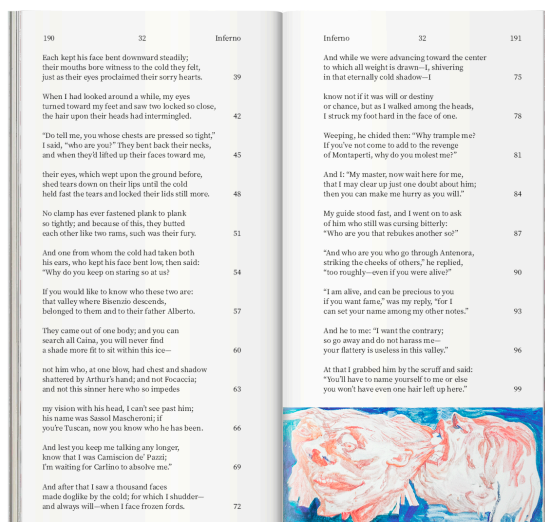 190 32 Inferno
Each kept his face bent downward steadily;
their mouths bore witness to the cold they felt,
just as their eyes proclaimed their sorry hearts. 39
When I had looked around a while, my eyes
turned toward my feet and saw two locked so close,
the hair upon their heads had intermingled. 42
“Do tell me, you whose chests are pressed so tight,”
I said, “who are you?” They bent back their necks,
and when they’d lifted up their faces toward me, 45
their eyes, which wept upon the ground before,
shed tears down on their lips until the cold
held fast the tears and locked their lids still more. 48
No clamp has ever fastened plank to plank
so tightly; and because of this, they butted
each other like two rams, such was their fury. 51
And one from whom the cold had taken both
his ears, who kept his face bent low, then said:
“Why do you keep on staring so at us? 54
If you would like to know who these two are:
that valley where Bisenzio descends,
belonged to them and to their father Alberto. 57
They came out of one body; and you can
search all Caina, you will never find
a shade more fit to sit within this ice— 60
not him who, at one blow, had chest and shadow
shattered by Arthur’s hand; and not Focaccia;
and not this sinner here who so impedes 63
my vision with his head, I can’t see past him;
his name was Sassol Mascheroni; if
you’re Tuscan, now you know who he has been. 66
And lest you keep me talking any longer,
know that I was Camiscion de’ Pazzi;
I’m waiting for Carlino to absolve me.” 69
And after that I saw a thousand faces
made doglike by the cold; for which I shudder—
and always will—when I face frozen fords. 72
Inferno 32 191
And while we were advancing toward the center
to which all weight is drawn—I, shivering
in that eternally cold shadow—I 75
know not if it was will or destiny
or chance, but as I walked among the heads,
I struck my foot hard in the face of one. 78
Weeping, he chided then: “Why trample me?
If you’ve not come to add to the revenge
of Montaperti, why do you molest me?” 81
And I: “My master, now wait here for me,
that I may clear up just one doubt about him;
then you can make me hurry as you will.” 84
My guide stood fast, and I went on to ask
of him who still was cursing bitterly:
“Who are you that rebukes another so?” 87
“And who are you who go through Antenora,
striking the cheeks of others,” he replied,
“too roughly—even if you were alive?” 90
“I am alive, and can be precious to you
if you want fame,” was my reply, “for I
can set your name among my other notes.” 93
And he to me: “I want the contrary;
so go away and do not harass me—
your flattery is useless in this valley.” 96
At that I grabbed him by the scruff and said:
“You’ll have to name yourself to me or else
you won’t have even one hair left up here.” 99